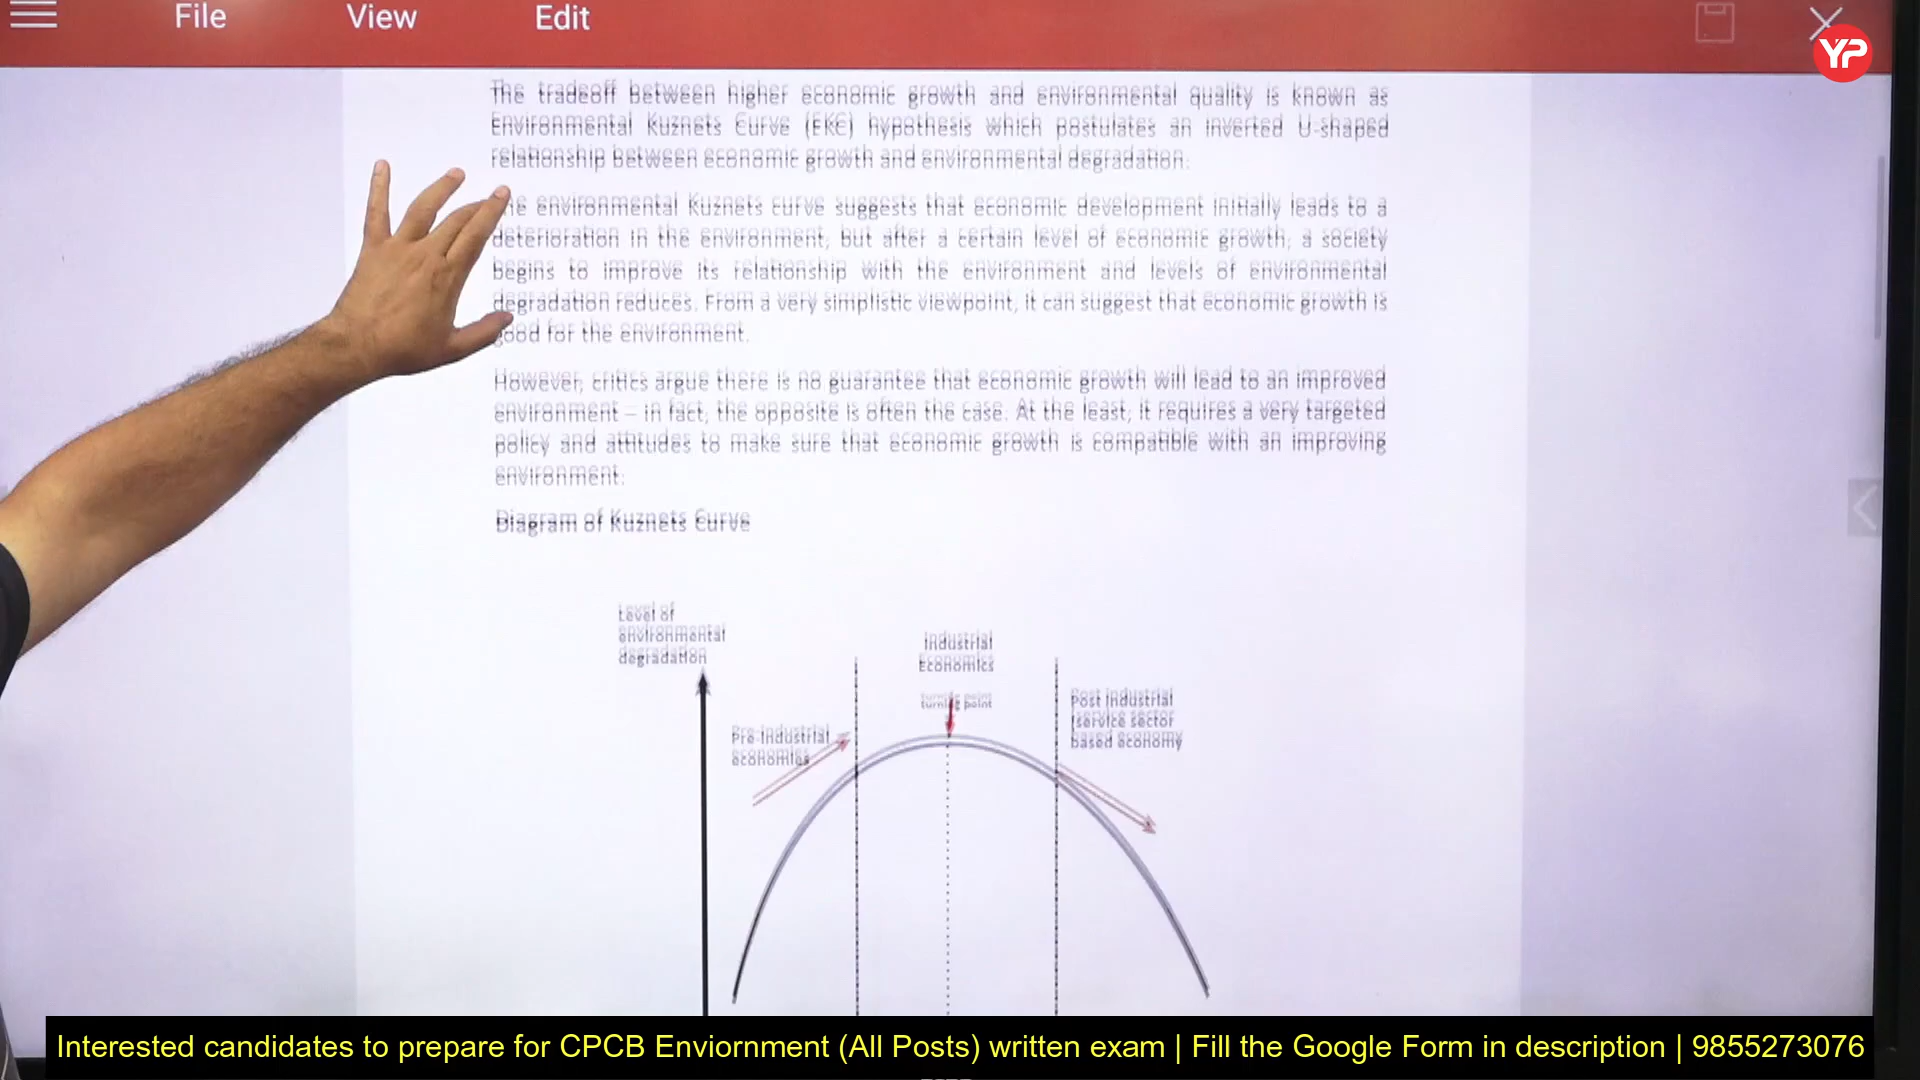 File View Edit
YP
The tradeoff between higher economic growth and environmental quality is known as
Environmental Kuznets Curve (EKC) hypothesis which postulates an inverted U-shaped
relationship between economic growth and environmental degradation.
environmental Kuznets curve suggests that economic development initially leads to a
deterioration in the environment, but after a certain level of economic growth, a society
begins to improve its relationship with the environment and levels of environmental
degradation reduces. From a very simplistic viewpoint, it can suggest that economic growth is
good for the environment.
However, critics argue there is no guarantee that economic growth will lead to an improved
environment – in fact, the opposite is often the case. At the least, it requires a very targeted
policy and attitudes to make sure that economic growth is compatible with an improving
environment.
Diagram of Kuznets Curve
Level of
environmental
degradation
Industrial
Economics
turning point
Pre-industrial
economies
Post Industrial
(service sector
based economy
Interested candidates to prepare for CPCB Enviornment (All Posts) written exam | Fill the Google Form in description | 9855273076